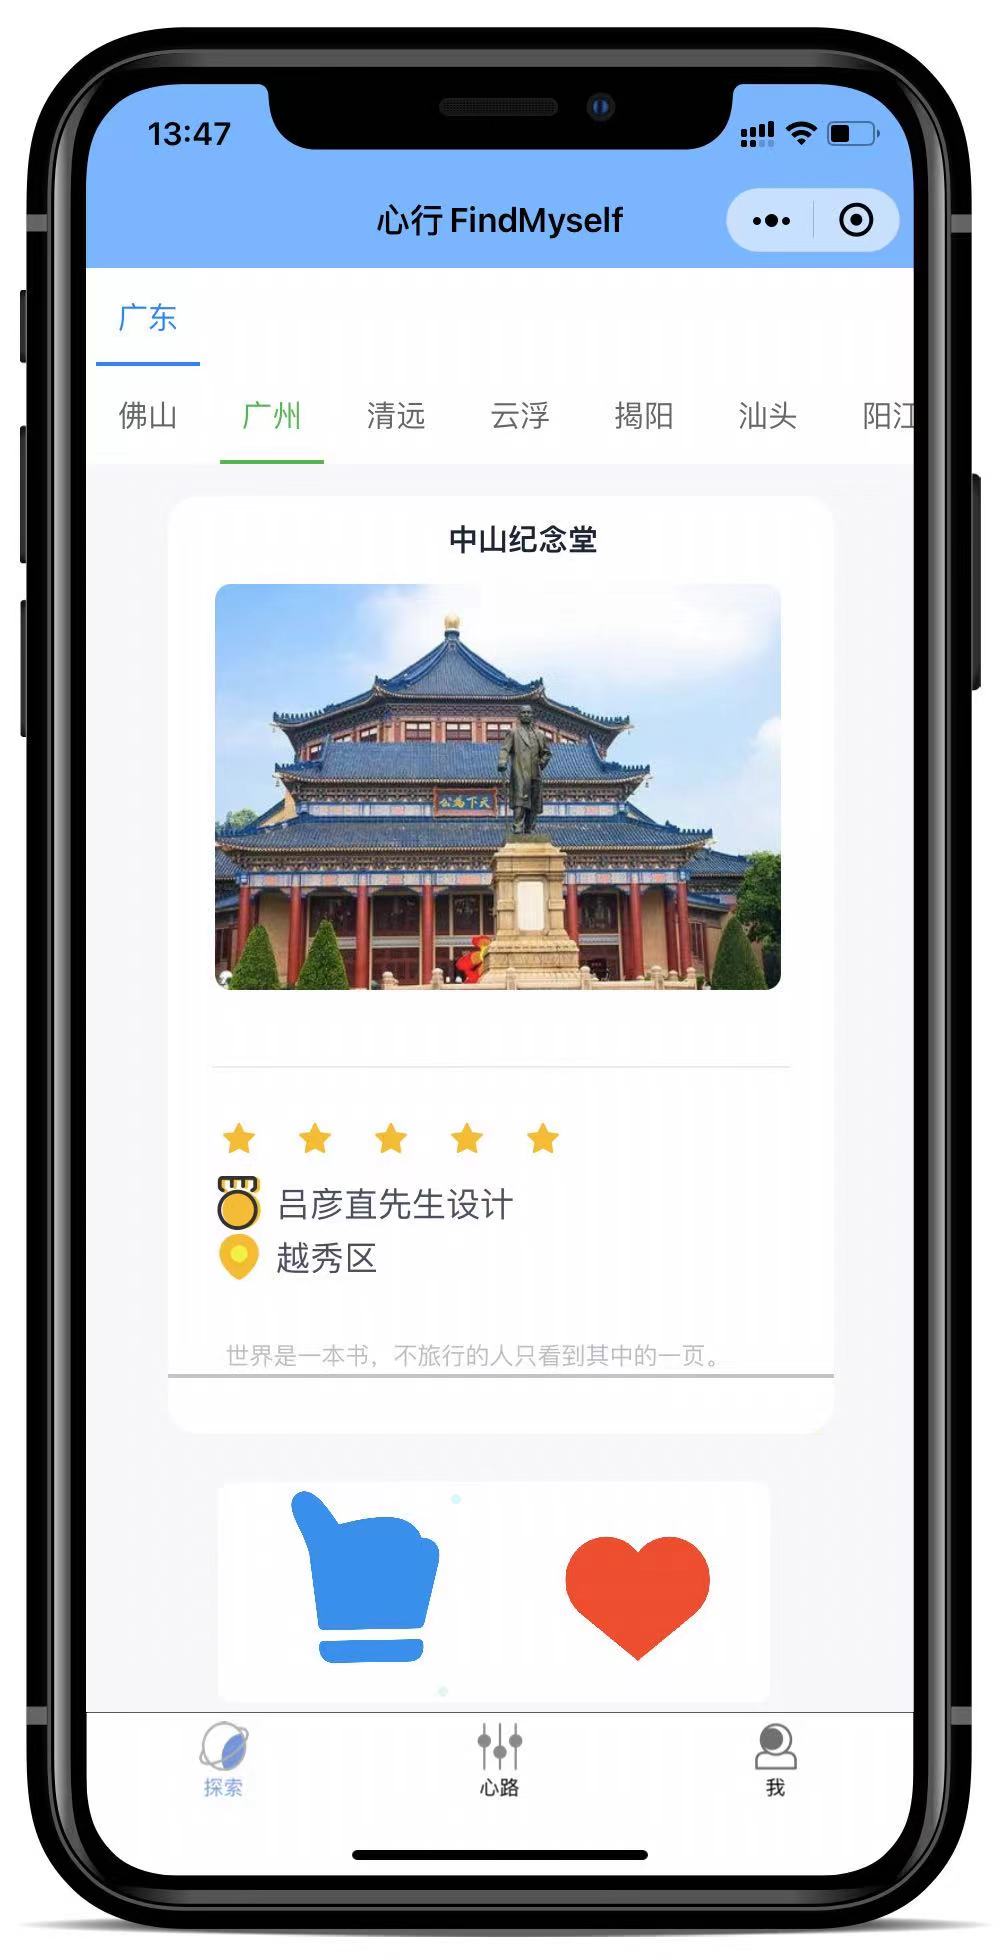 13:47
心行 FindMyself
广东
佛山 广州 清远 云浮 揭阳 汕头 阳江
中山纪念堂
公為下天
吕彦直先生设计
越秀区
世界是一本书，不旅行的人只看到其中的一页。
探索 心路 我